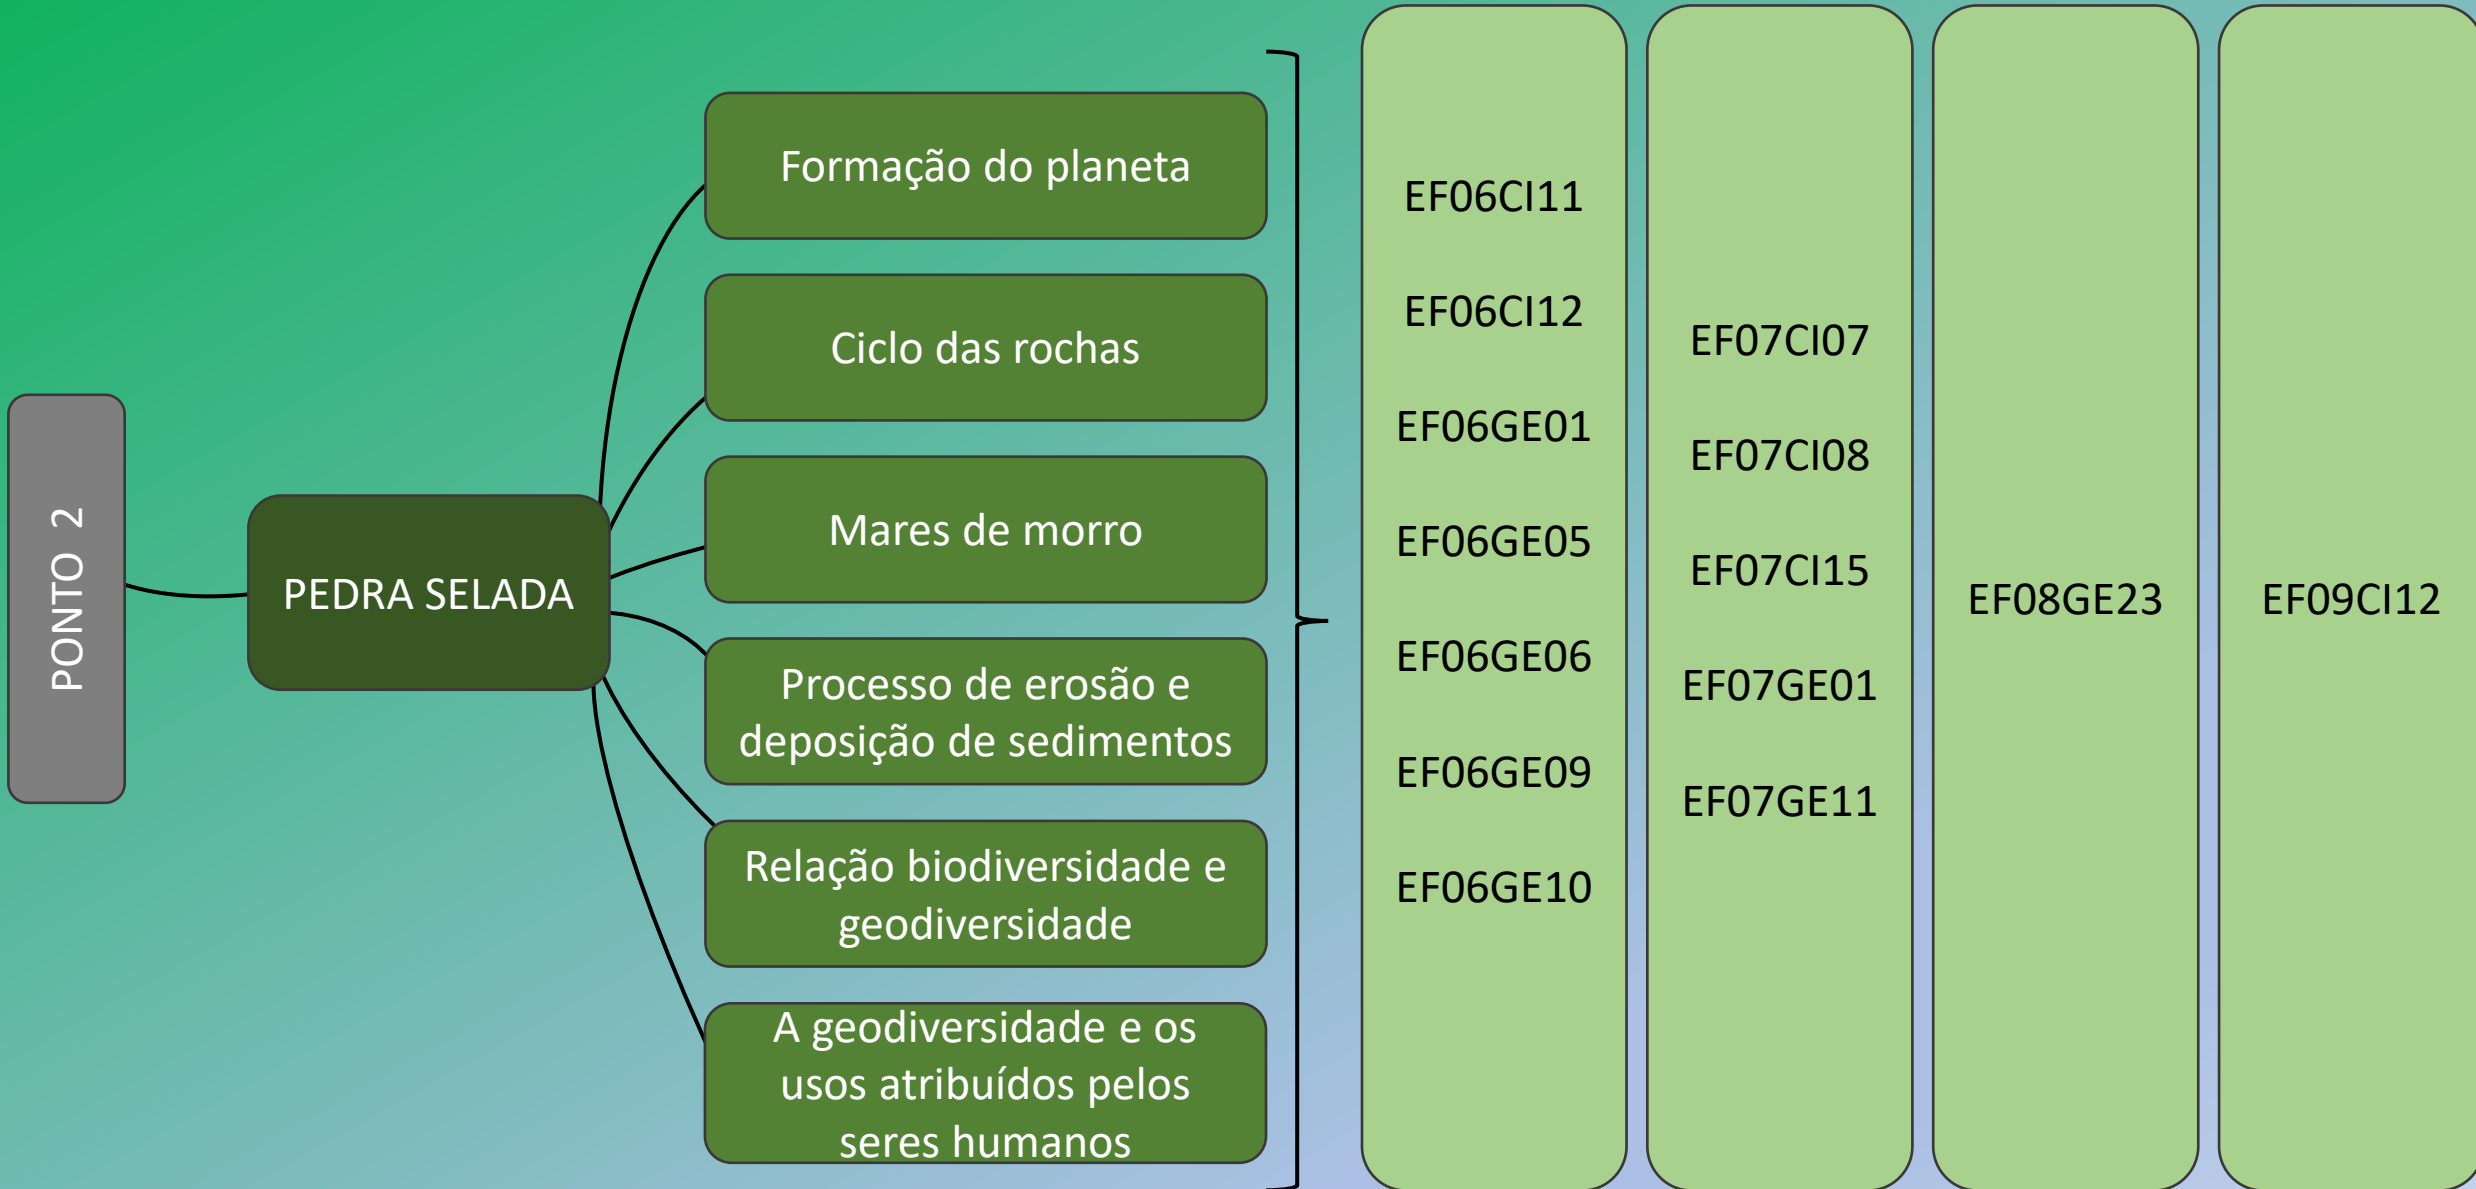 PONTO 2
PEDRA SELADA
Formação do planeta
Ciclo das rochas
Mares de morro
Processo de erosão e
deposição de sedimentos
Relação biodiversidade e
geodiversidade
A geodiversidade e os
usos atribuídos pelos
seres humanos
EF06CI11
EF06CI12
EF06GE01
EF06GE05
EF06GE06
EF06GE09
EF06GE10
EF07CI07
EF07CI08
EF07CI15
EF07GE01
EF07GE11
EF08GE23
EF09CI12